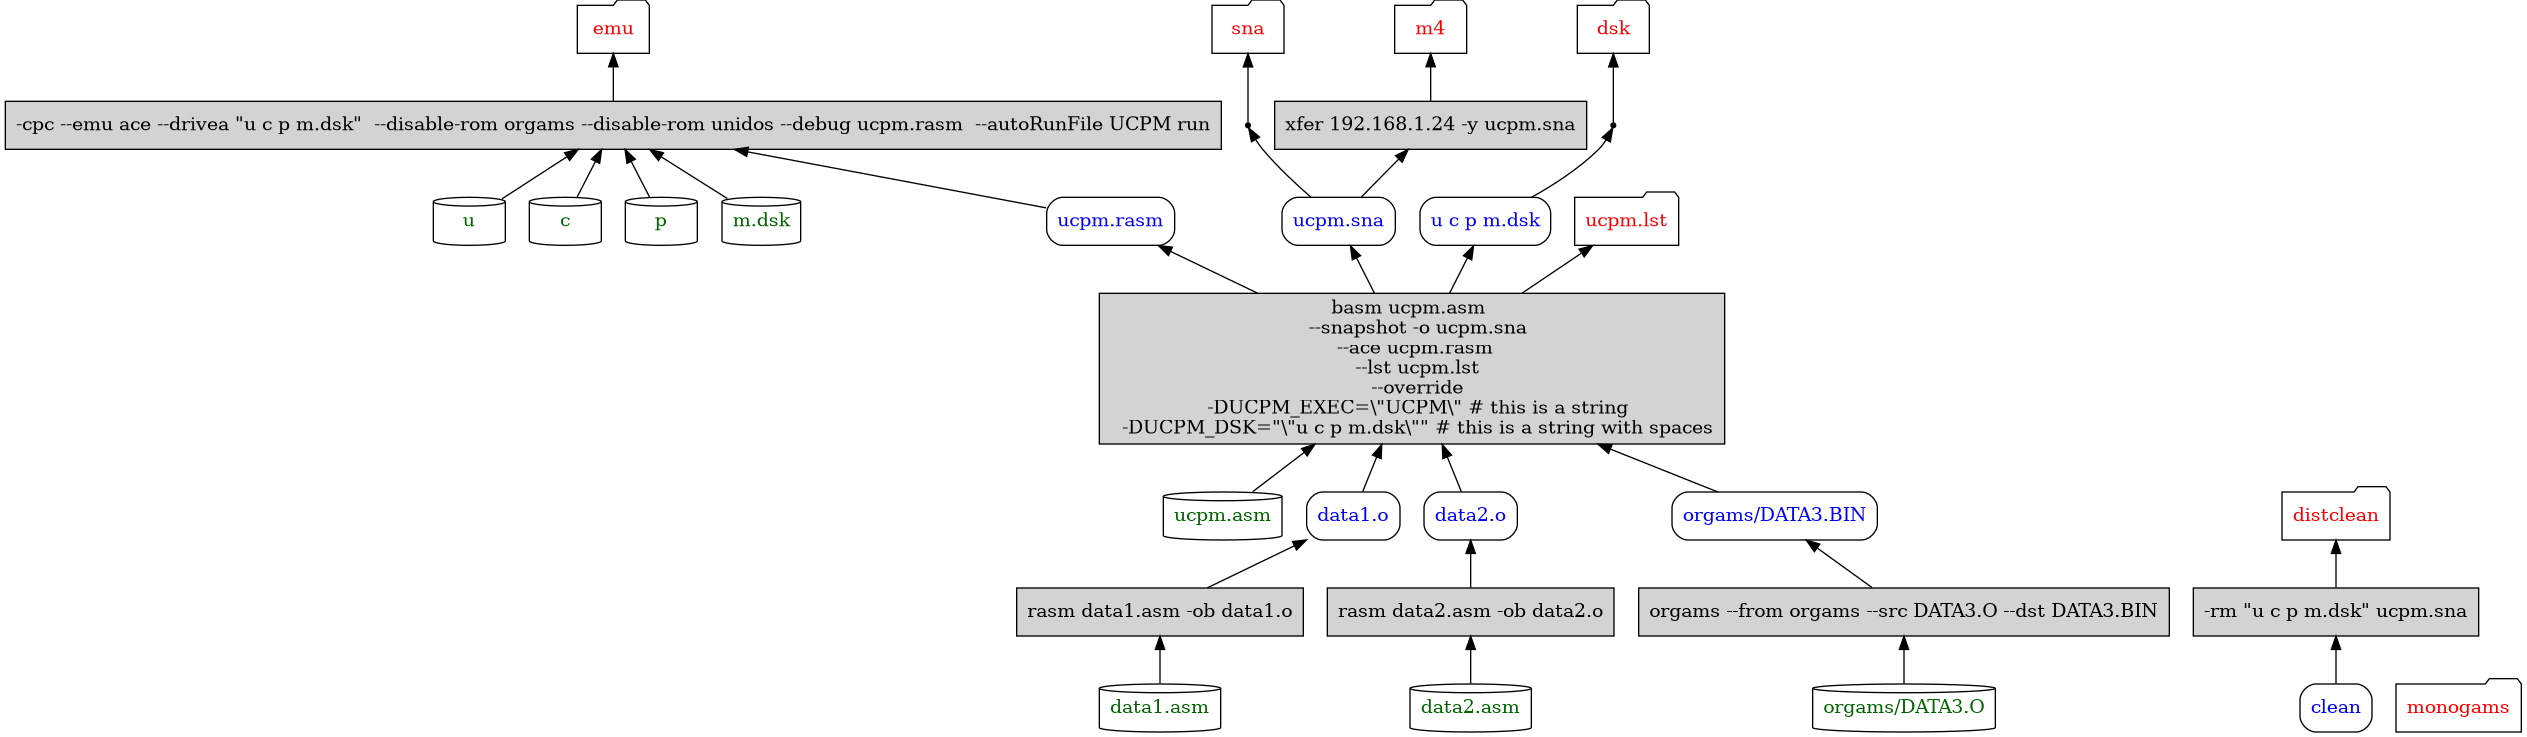 emu
sna
m4
dsk
-cpc --emu ace --drivea "u c p m.dsk"  --disable-rom orgams --disable-rom unidos --debug ucpm.rasm  --autoRunFile UCPM run
xfer 192.168.1.24 -y ucpm.sna
u
c
p
m.dsk
ucpm.rasm
ucpm.sna
u c p m.dsk
ucpm.lst
basm ucpm.asm
--snapshot -o ucpm.sna
--ace ucpm.rasm
--lst ucpm.lst
--override
-DUCPM_EXEC=\"UCPM\" # this is a string
-DUCPM_DSK="\"u c p m.dsk\"" # this is a string with spaces
ucpm.asm
data1.o
data2.o
orgams/DATA3.BIN
distclean
rasm data1.asm -ob data1.o
rasm data2.asm -ob data2.o
orgams --from orgams --src DATA3.O --dst DATA3.BIN
-rm "u c p m.dsk" ucpm.sna
data1.asm
data2.asm
orgams/DATA3.O
clean
monogams